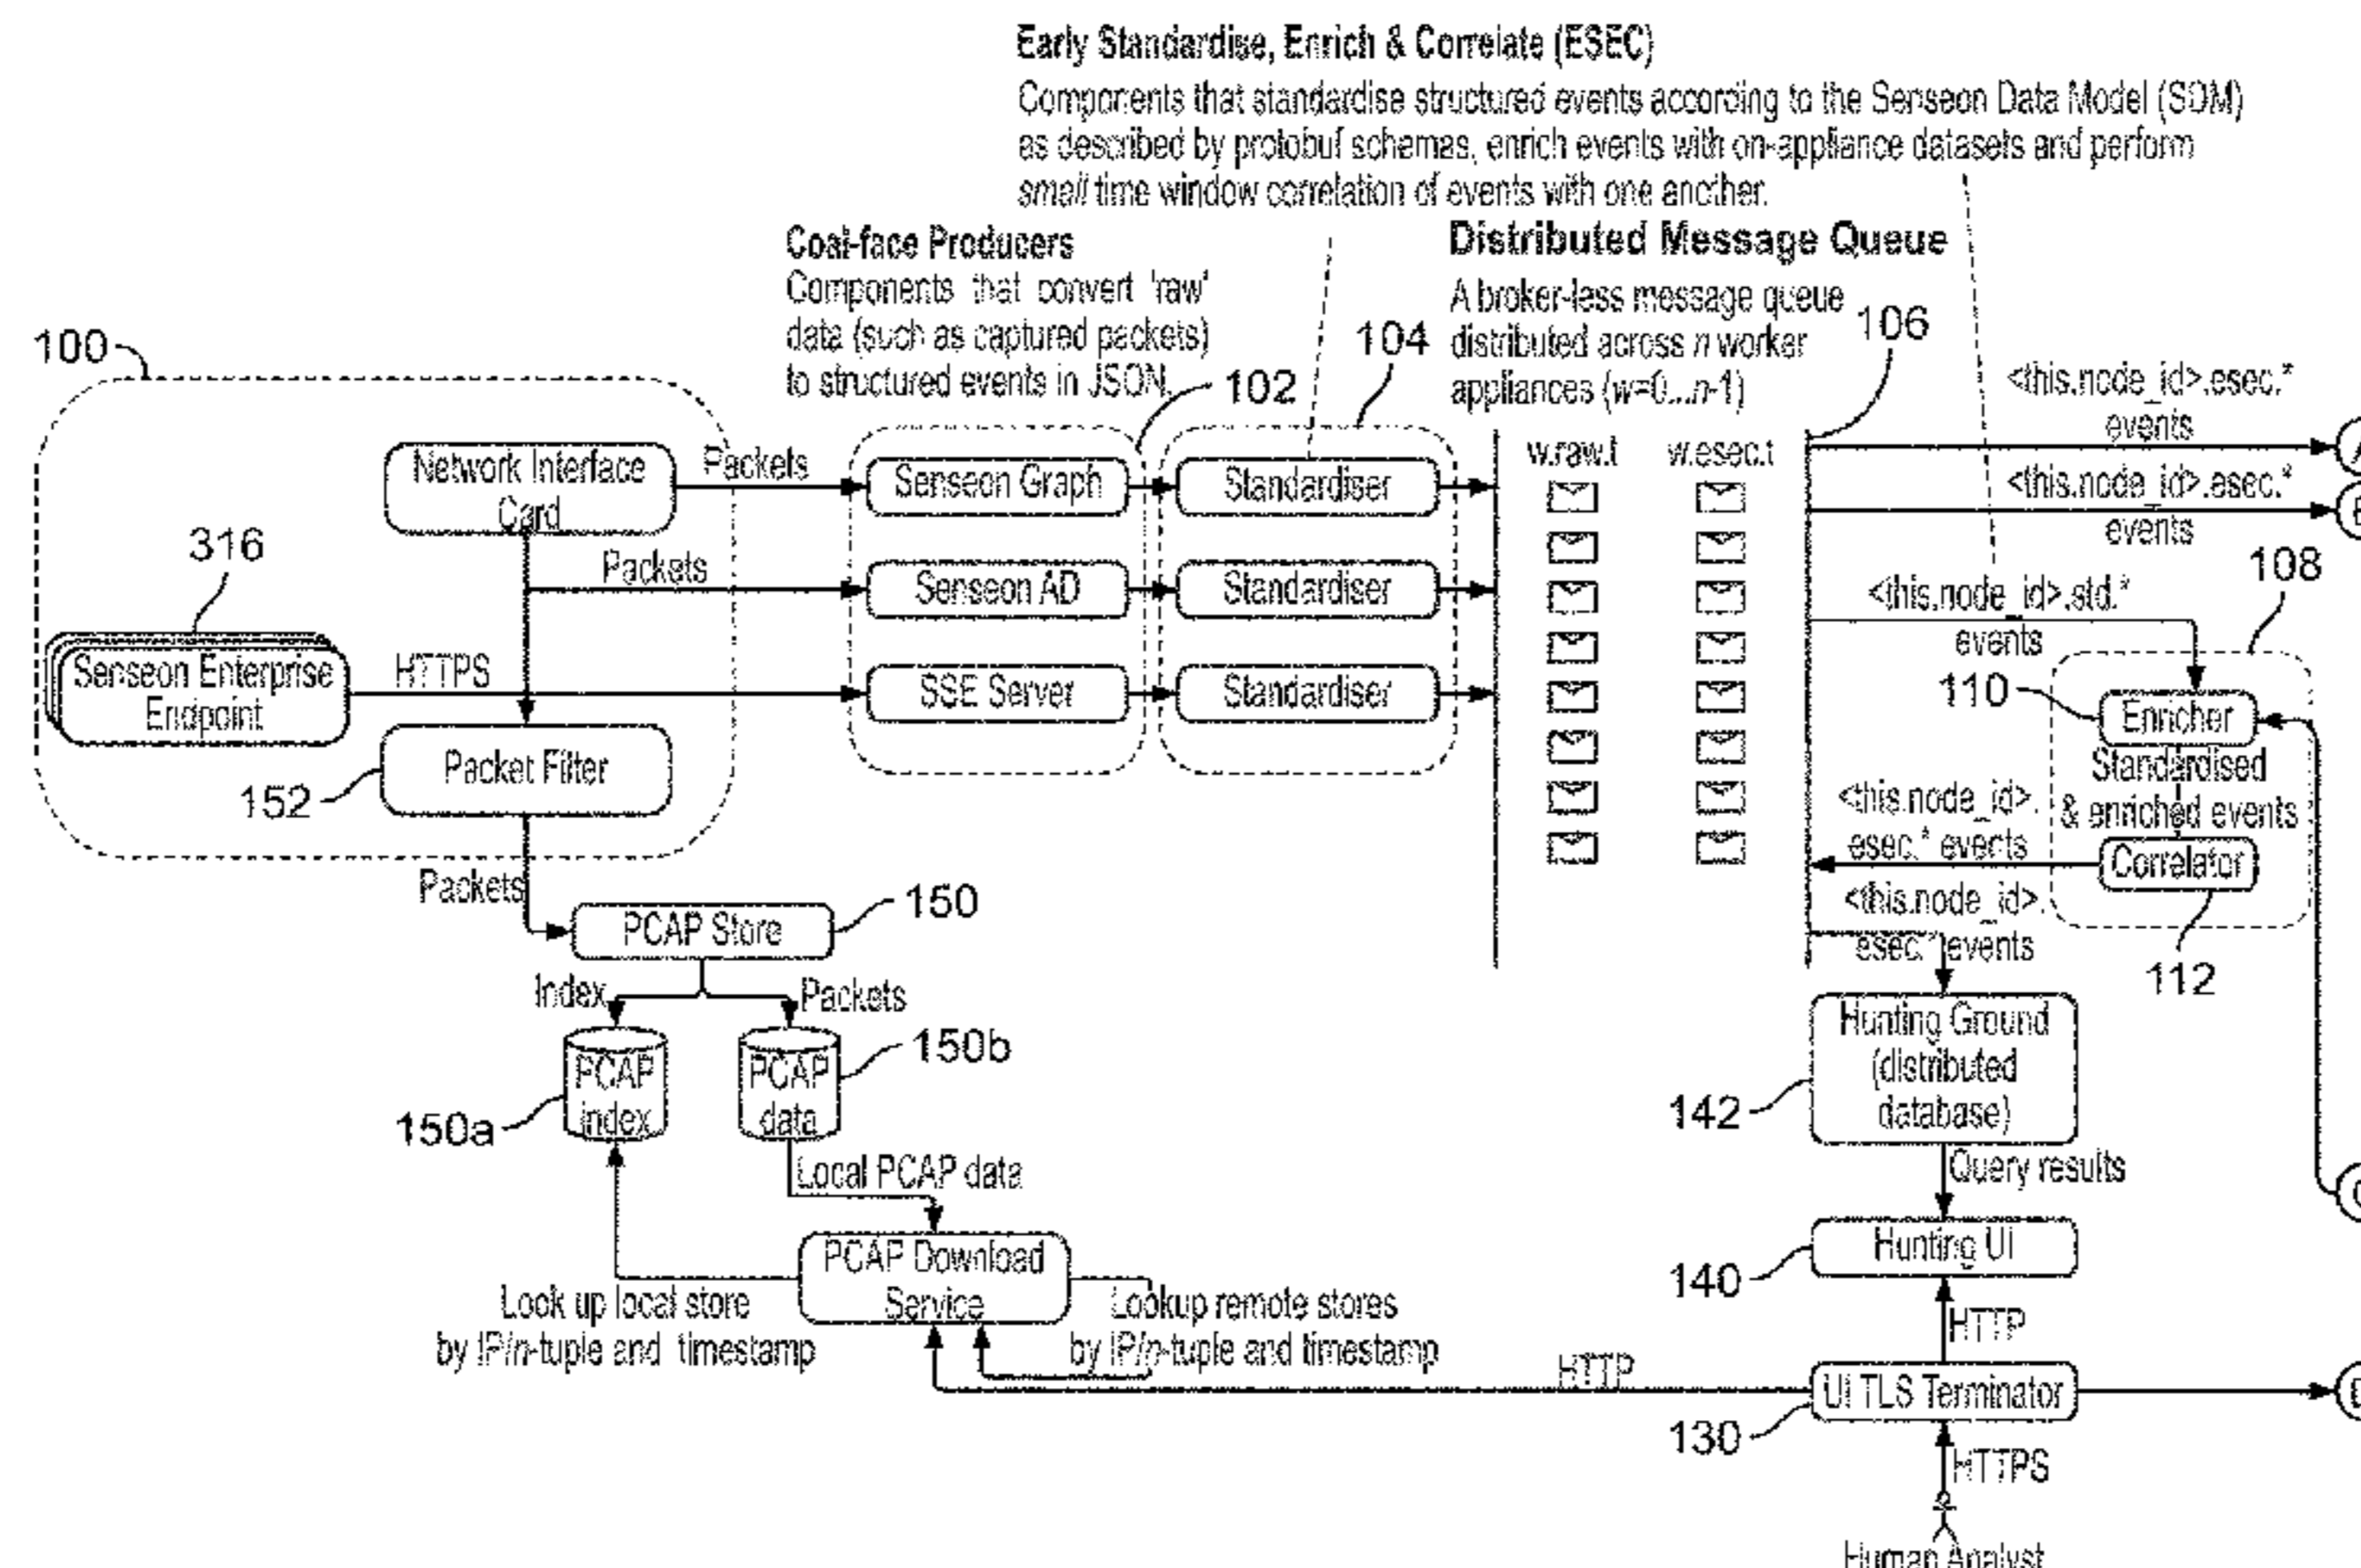 Early Standardise, Enrich & Correlate (ESEC)
Components that standardise structured events according to the Senseon Data Model (SDM)
as described by protobuf schemas, enrich events with on-appliance datasets and perform
small time window correlation of events with one another.
Coal-face Producers
Components that convert 'raw'
data (such as captured packets)
to structured events in JSON.
Distributed Message Queue
A broker-less message queue
distributed across n worker
appliances (w=0...n-1)
100
102
104
106
<this.node_id>.esec.*
events
<this.node_id>.esec.*
events
w.raw.t
w.esec.t
Network Interface
Card
Packets
Senseon Graph
Standardiser
316
Packets
Senseon AD
Standardiser
<this.node_id>.std.*
events
108
Senseon Enterprise
Endpoint
HTTPS
SSE Server
Standardiser
110
Enricher
Packet Filter
152
Standardised
& enriched events
<this.node_id>.
esec.* events
Correlator
112
Packets
PCAP Store
150
<this.node_id>.
esec.* events
Index
Packets
PCAP
index
150a
PCAP
data
150b
Hunting Ground
(distributed
database)
142
Local PCAP data
Query results
PCAP Download
Service
Hunting UI
140
Look up local store
by IP/n-tuple and timestamp
Lookup remote stores
by IP/n-tuple and timestamp
HTTP
HTTP
UI TLS Terminator
130
HTTPS
Human Analyst